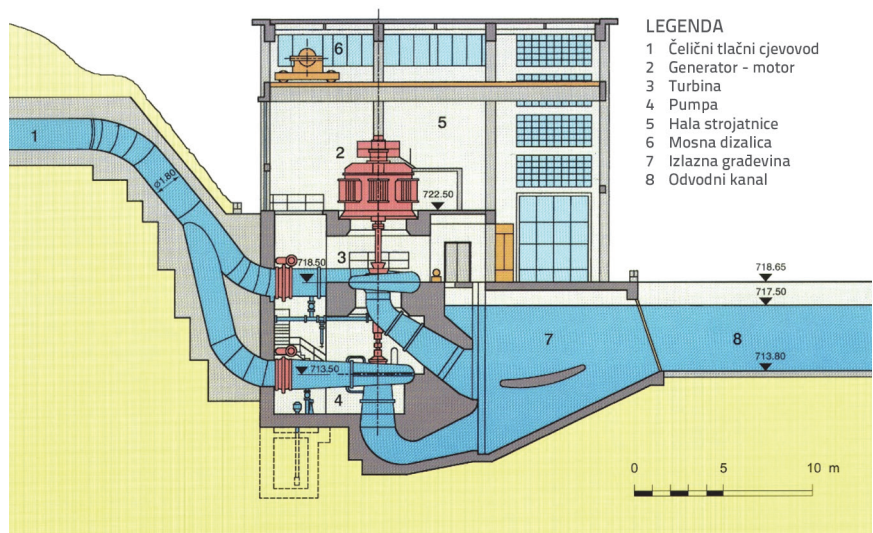 LEGENDA
1 Čelični tlačni cjevovod
2 Generator - motor
3 Turbina
4 Pumpa
5 Hala strojatnice
6 Mosna dizalica
7 Izlazna građevina
8 Odvodni kanal
6
5
1
2
Ø1.80
722.50
3
718.50
718.65
717.50
7
8
713.80
713.50
4
0 5 10 m